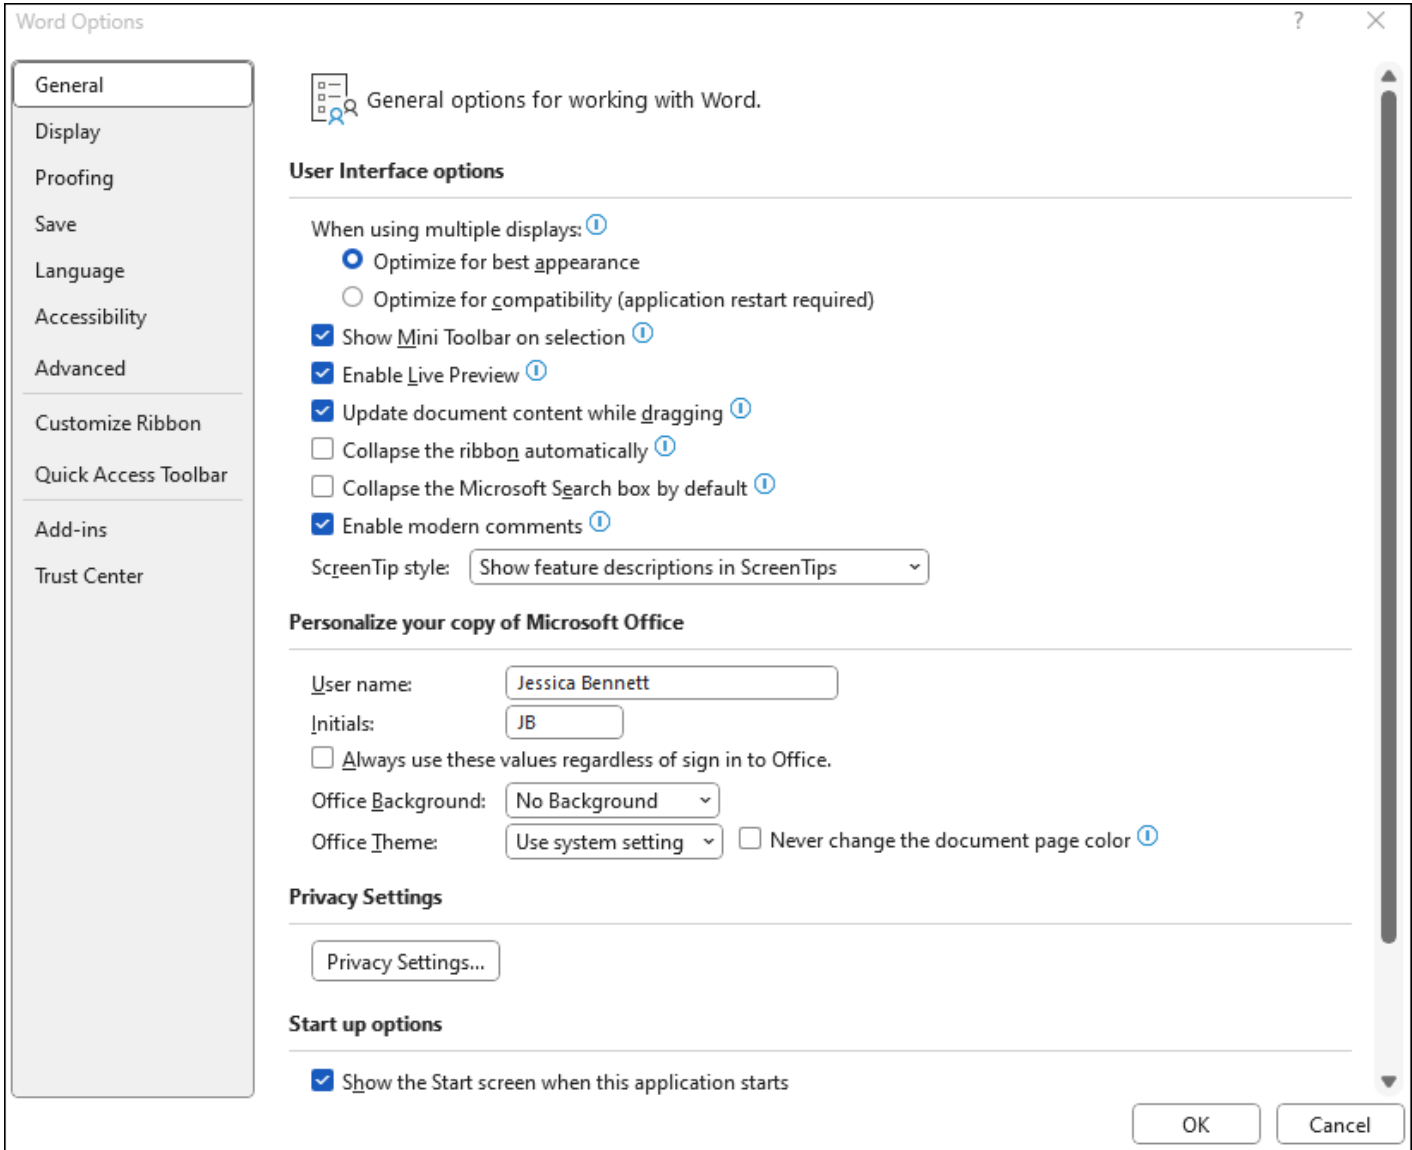 Word Options
?
General
Display
Proofing
Save
Language
Accessibility
Advanced
Customize Ribbon
Quick Access Toolbar
Add-ins
Trust Center
General options for working with Word.
User Interface options
When using multiple displays:
Optimize for best appearance
Optimize for compatibility (application restart required)
Show Mini Toolbar on selection
Enable Live Preview
Update document content while dragging
Collapse the ribbon automatically
Collapse the Microsoft Search box by default
Enable modern comments
ScreenTip style: Show feature descriptions in ScreenTips
Personalize your copy of Microsoft Office
User name: Jessica Bennett
Initials: JB
Always use these values regardless of sign in to Office.
Office Background: No Background
Office Theme: Use system setting Never change the document page color
Privacy Settings
Privacy Settings...
Start up options
Show the Start screen when this application starts
OK Cancel